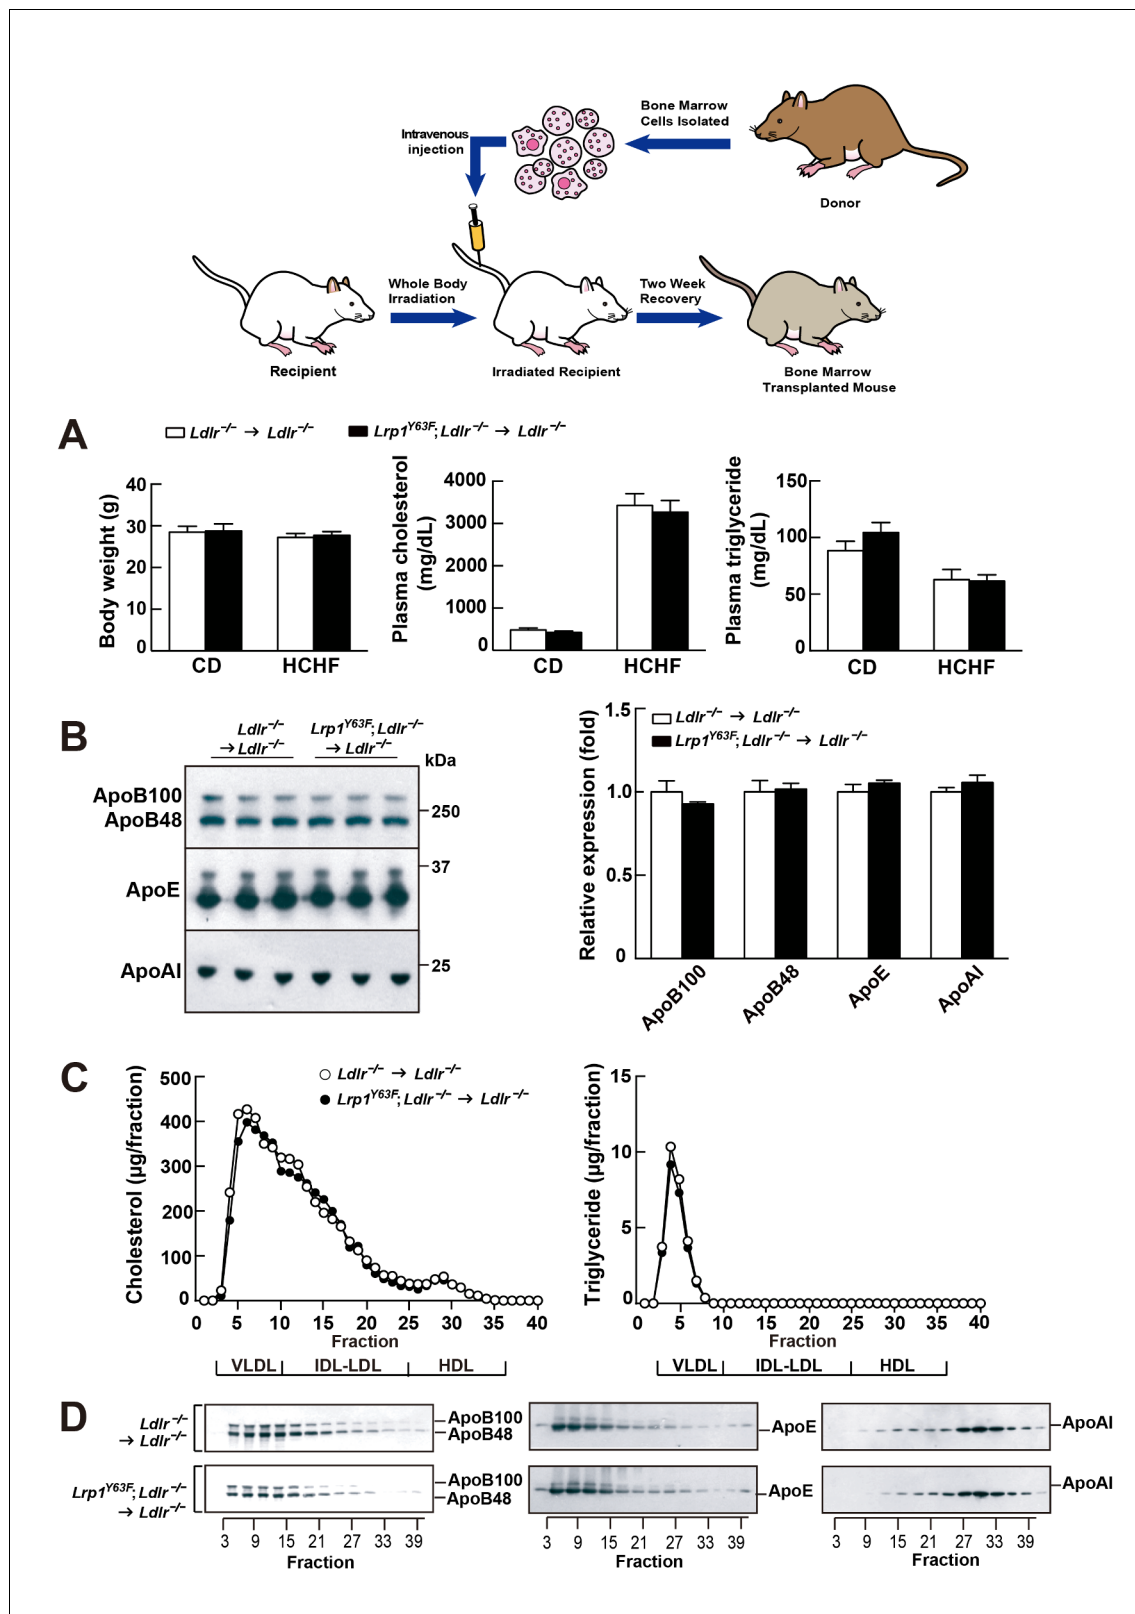 Bone Marrow
Cells Isolated
Intravenous
injection
Donor
Whole Body
Irradiation
Two Week
Recovery
Recipient
Irradiated Recipient
Bone Marrow
Transplanted Mouse
A
Ldlr−/− → Ldlr−/−
Lrp1Y63F; Ldlr−/− → Ldlr−/−
Body weight (g)
40
30
20
10
0
CD HCHF
Plasma cholesterol
(mg/dL)
4000
3000
2000
1000
0
CD HCHF
Plasma triglyceride
(mg/dL)
150
100
50
0
CD HCHF
B
Ldlr−/−
→ Ldlr−/−
Lrp1Y63F; Ldlr−/−
→ Ldlr−/−
kDa
ApoB100
ApoB48
250
37
ApoE
25
ApoAI
Relative expression (fold)
1.5
1.0
0.5
0
Ldlr−/− → Ldlr−/−
Lrp1Y63F; Ldlr−/− → Ldlr−/−
ApoB100 ApoB48 ApoE ApoAI
C
Cholesterol (µg/fraction)
500
400
300
200
100
0
Ldlr−/− → Ldlr−/−
Lrp1Y63F; Ldlr−/− → Ldlr−/−
0 5 10 15 20 25 30 35 40
Fraction
VLDL IDL-LDL HDL
Triglyceride (µg/fraction)
15
10
5
0
0 5 10 15 20 25 30 35 40
Fraction
VLDL IDL-LDL HDL
D
Ldlr−/−
→ Ldlr−/−
ApoB100
ApoB48
ApoE
ApoAI
Lrp1Y63F; Ldlr−/−
→ Ldlr−/−
ApoB100
ApoB48
ApoE
ApoAI
3 9 15 21 27 33 39
Fraction
3 9 15 21 27 33 39
Fraction
3 9 15 21 27 33 39
Fraction